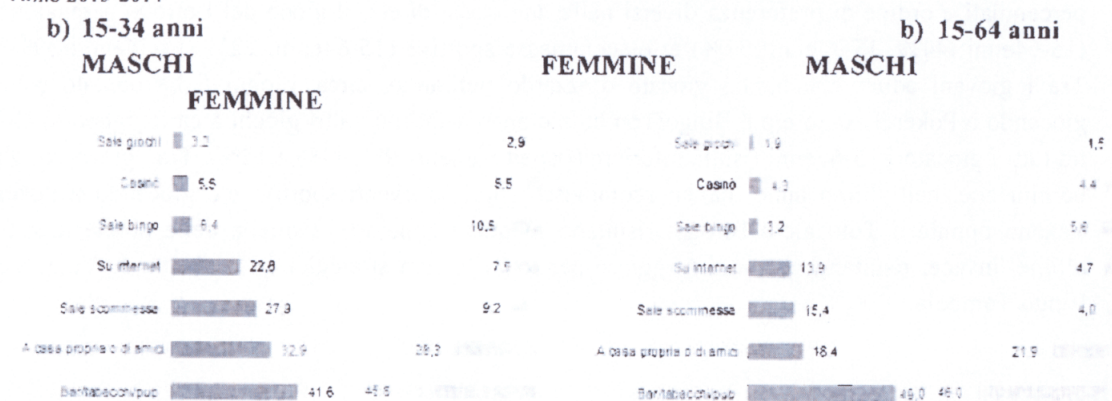 b) 15-34 anni b) 15-64 anni
MASCHI FEMMINE MASCH1
FEMMINE
Sale giochi 3,2 2,9 Sale giochi 1,9 1,5
Casinò 5,5 5,5 Casinò 4,3 4,4
Sale bingo 10,5 Sale bingo 3,2 5,6
Su internet 22,8 Su internet 13,9 4,7
Sale scommesse 27,9 9,2 Sale scommesse 15,4 4,0
A casa propria o di amici 32,9 28,3 A casa propria o di amici 18,4 21,9
Bar/tabacchi/pub 41,6 Bar/tabacchi/pub 49,0 46,0